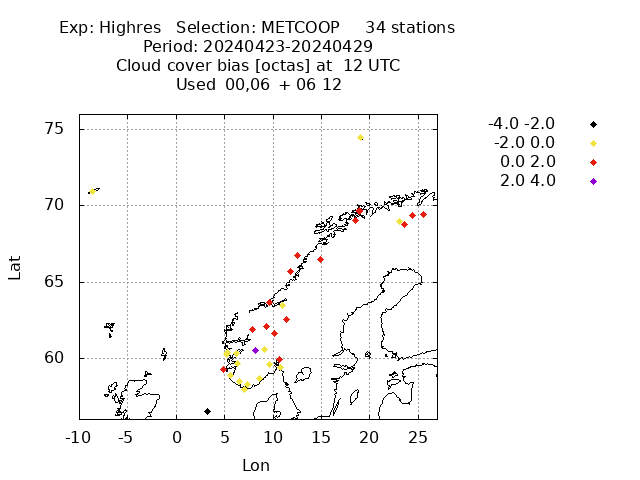 Exp: Highres   Selection: METCOOP     34 stations
Period: 20240423-20240429
Cloud cover bias [octas] at  12 UTC
Used  00,06  + 06 12
-4.0 -2.0
-2.0 0.0
0.0 2.0
2.0 4.0
75
70
65
60
Lat
-10 -5 0 5 10 15 20 25
Lon